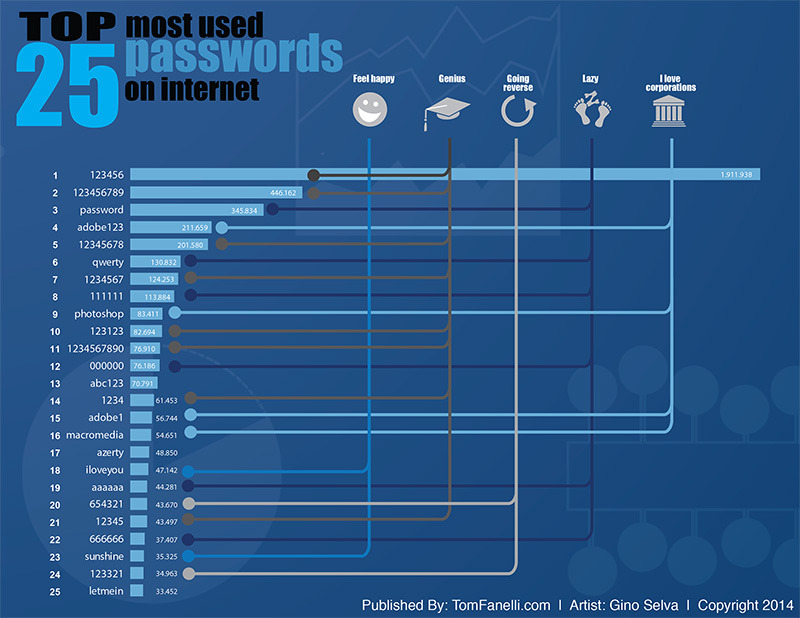 TOP most used
25 passwords
on internet
Feel happy
Genius
Going
reverse
Lazy
I love
corporations
1 123456 1,911.938
2 123456789 446.162
3 password 345.834
4 adobe123 211.659
5 12345678 201.580
6 qwerty 130.832
7 1234567 124.253
8 111111 113.884
9 photoshop 83.411
10 123123 82.694
11 1234567890 76.910
12 000000 76.186
13 abc123 70.791
14 1234 61.453
15 adobe1 56.744
16 macromedia 54.651
17 azerty 48.850
18 iloveyou 47.142
19 aaaaaa 44.281
20 654321 43.670
21 12345 43.497
22 666666 37.407
23 sunshine 35.325
24 123321 34.963
25 letmein 33.452
Published By: TomFanelli.com I Artist: Gino Selva I Copyright 2014